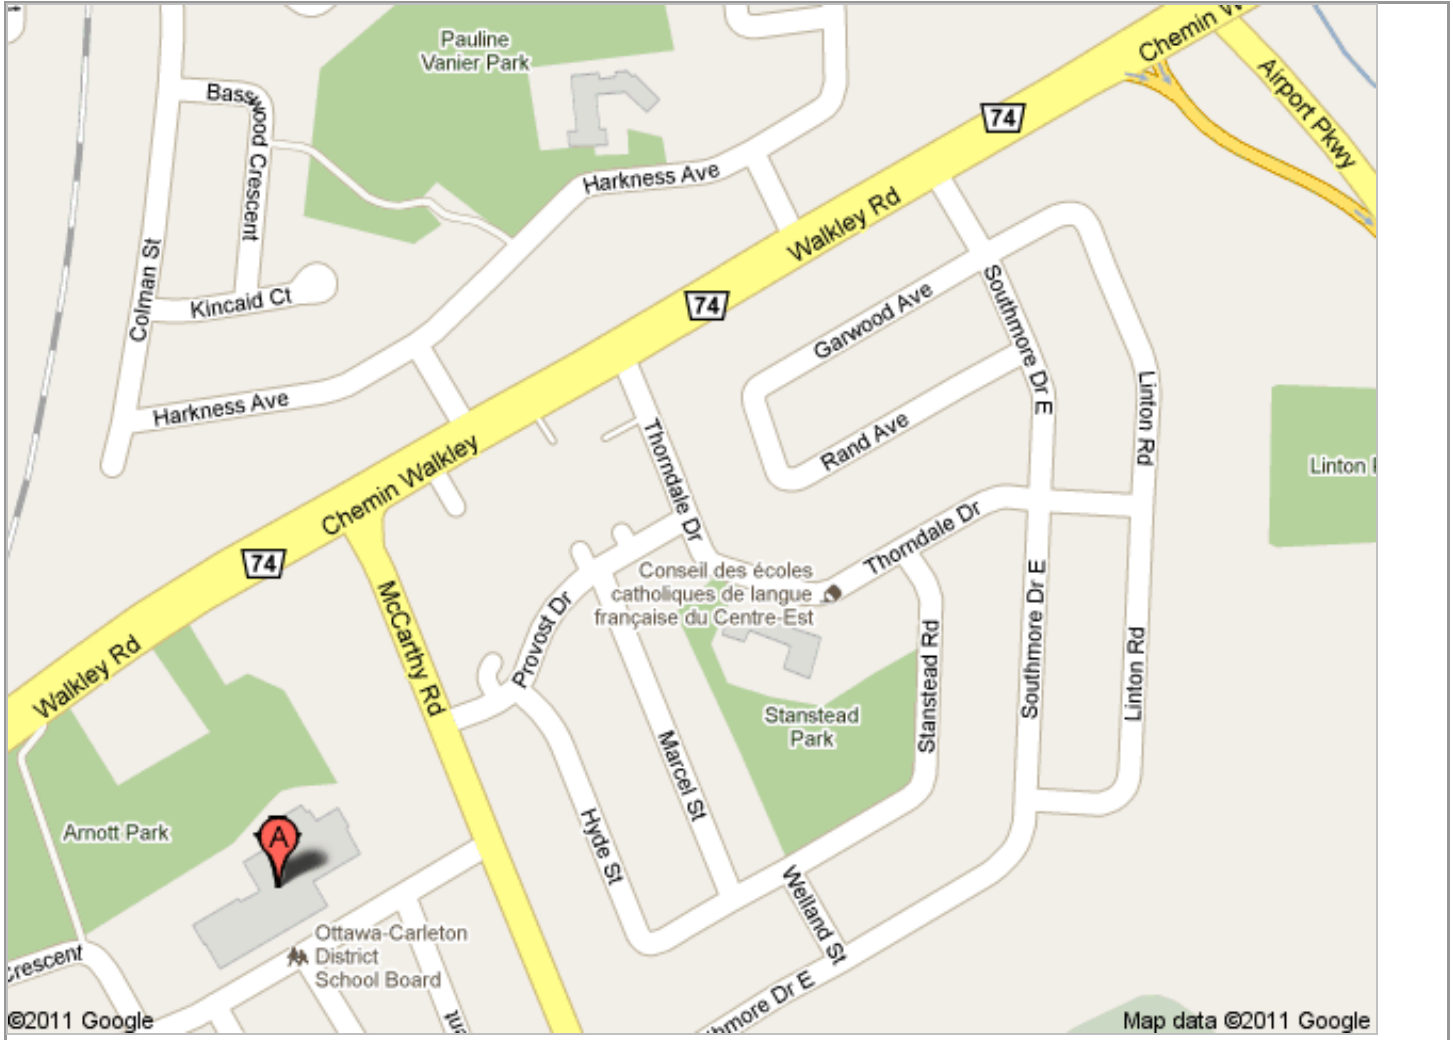 Pauline
Vanier Park
Chemin W
Airport Pkwy
Basswood Crescent
74
Harkness Ave
Walkley Rd
Colman St
Kincaid Ct
74
Garwood Ave
Southmore Dr E
Harkness Ave
Linton Rd
Rand Ave
Thorndale Dr
Linton
Chemin Walkley
74
Thorndale Dr
Conseil des écoles
catholiques de langue
française du Centre-Est
McCarthy Rd
Provost Dr
Southmore Dr E
Walkley Rd
Stanstead Rd
Linton Rd
Stanstead
Park
Marcel St
Arnott Park
A
Hyde St
Welland St
Ottawa-Carleton
District
School Board
Crescent
thmore Dr E
©2011 Google
Map data ©2011 Google